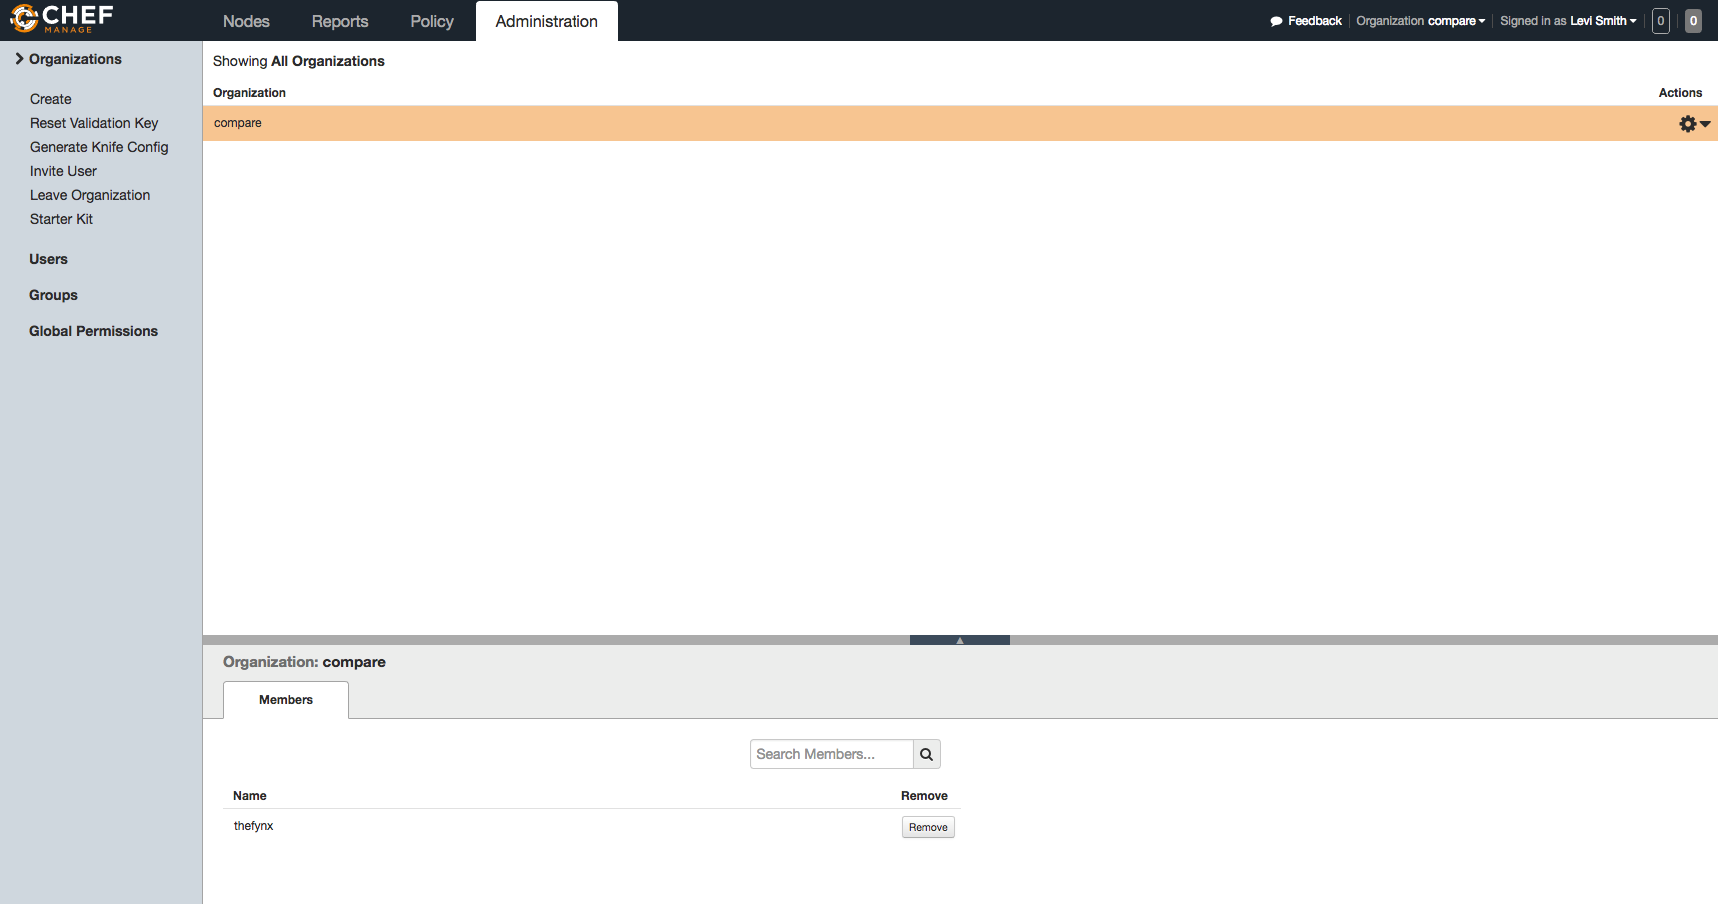 CHEF
MANAGE
Nodes Reports Policy Administration Feedback Organization compare Signed in as Levi Smith 0 0
Organizations
Create
Reset Validation Key
Generate Knife Config
Invite User
Leave Organization
Starter Kit
Users
Groups
Global Permissions
Showing All Organizations
Organization Actions
compare
Organization: compare
Members
Search Members...
Name Remove
thefynx Remove